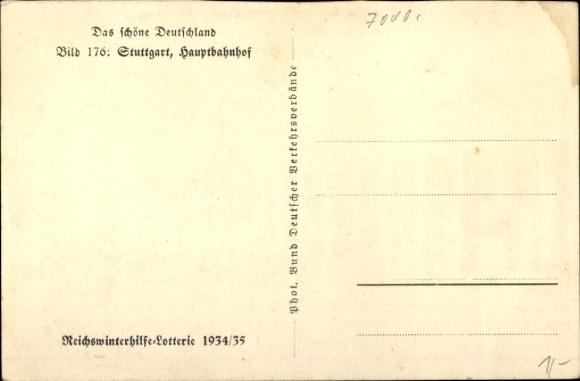 Das schöne Deutschland
Bild 176: Stuttgart, Hauptbahnhof
7000.
Phot. Bund Deutscher Verkehrsverbände
Reichswinterhilfe-Lotterie 1934/35
1/-